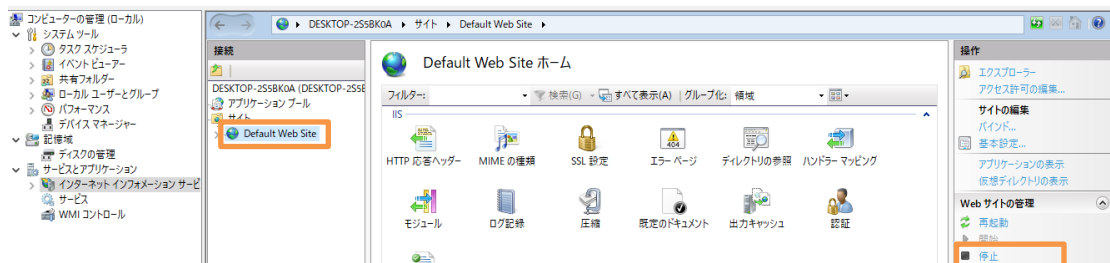 コンピューターの管理 (ローカル)
システム ツール
タスク スケジューラ
イベント ビューアー
共有フォルダー
ローカル ユーザーとグループ
パフォーマンス
デバイス マネージャー
記憶域
ディスクの管理
サービスとアプリケーション
インターネット インフォメーション サービ
サービス
WMI コントロール
DESKTOP-2S5BK0A
サイト
Default Web Site
接続
DESKTOP-2S5BK0A (DESKTOP-2S5B
アプリケーション プール
サイト
Default Web Site
Default Web Site ホーム
フィルター:
検索(G)
すべて表示(A)
グループ化:
領域
IIS
HTTP 応答ヘッダー
MIME の種類
SSL 設定
404
エラー ページ
ディレクトリの参照
ハンドラー マッピング
モジュール
ログ記録
圧縮
既定のドキュメント
出力キャッシュ
認証
操作
エクスプローラー
アクセス許可の編集...
サイトの編集
バインド...
基本設定...
アプリケーションの表示
仮想ディレクトリの表示
Web サイトの管理
再起動
開始
停止